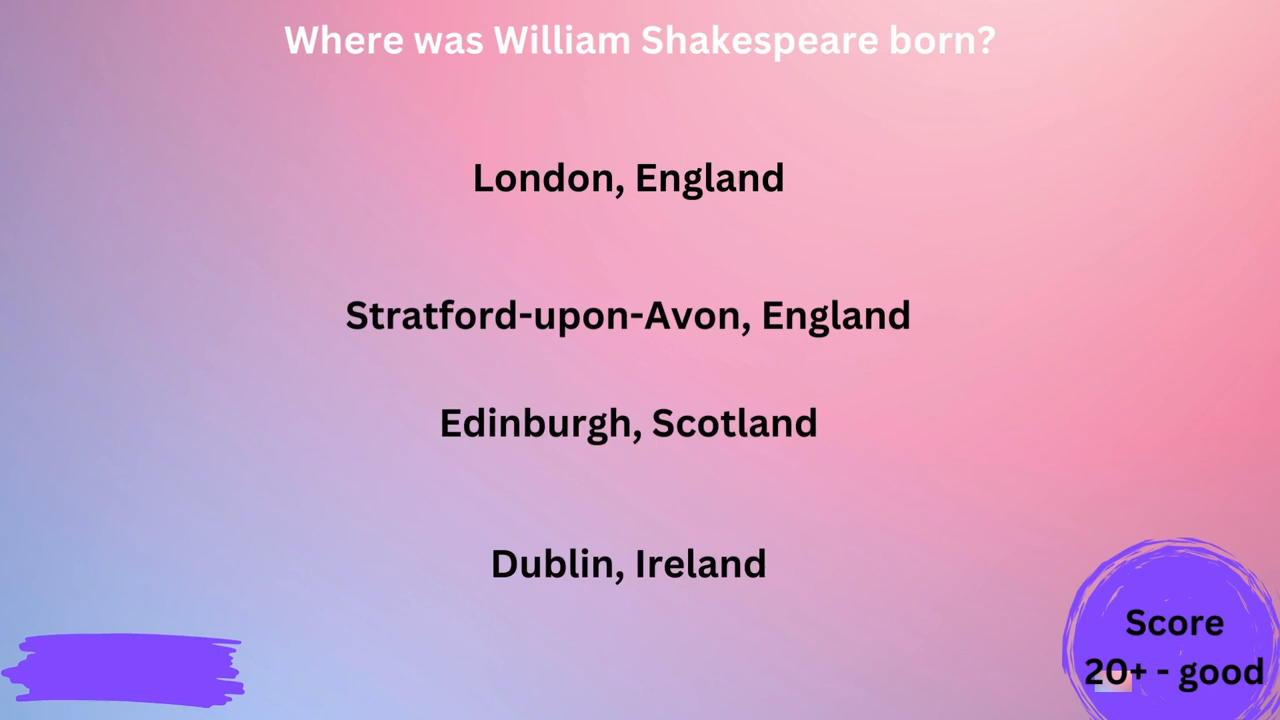 Where was William Shakespeare born?
London, England
Stratford-upon-Avon, England
Edinburgh, Scotland
Dublin, Ireland
Score
20+ - good